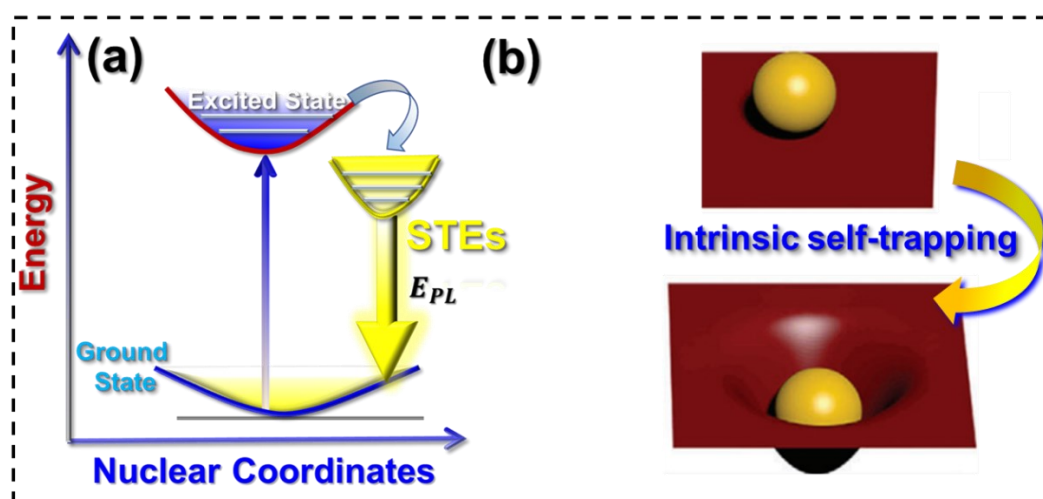 (a)
Energy
Excited State
STEs
E_PL
Ground
State
Nuclear Coordinates
(b)
Intrinsic self-trapping